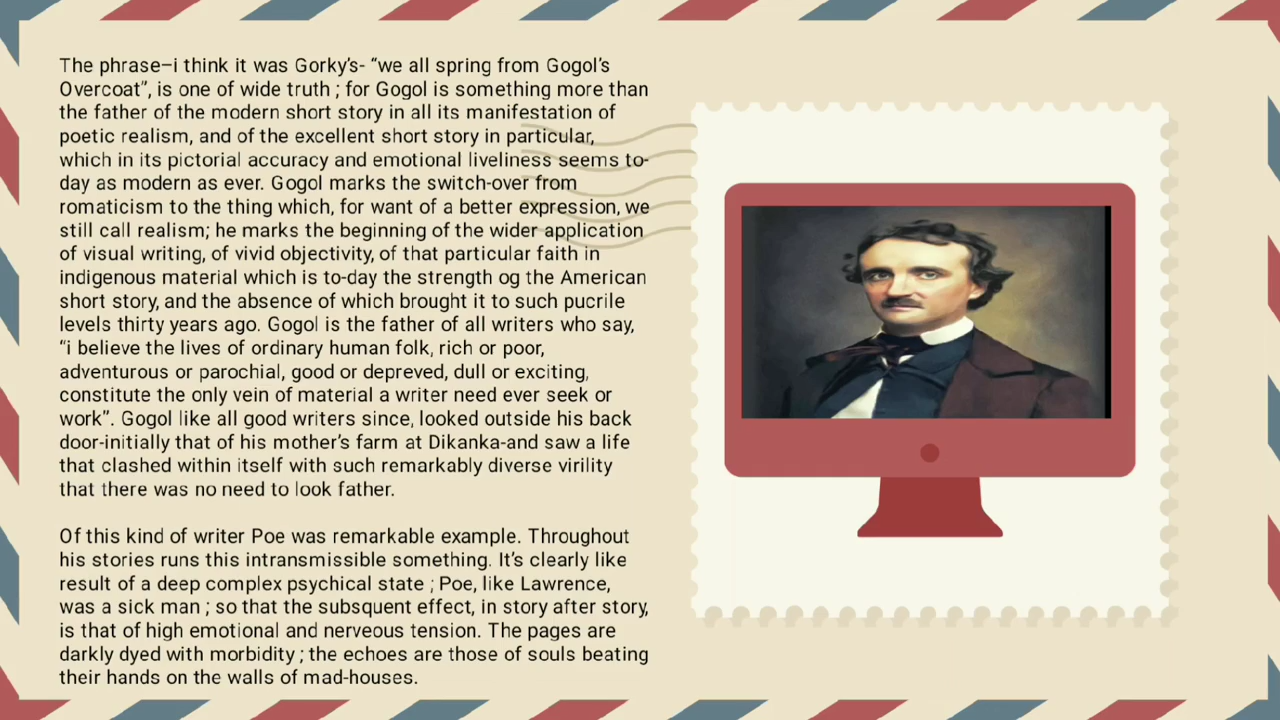 The phrase–i think it was Gorky's- “we all spring from Gogol's
Overcoat”, is one of wide truth ; for Gogol is something more than
the father of the modern short story in all its manifestation of
poetic realism, and of the excellent short story in particular,
which in its pictorial accuracy and emotional liveliness seems to-
day as modern as ever. Gogol marks the switch-over from
romaticism to the thing which, for want of a better expression, we
still call realism; he marks the beginning of the wider application
of visual writing, of vivid objectivity, of that particular faith in
indigenous material which is to-day the strength og the American
short story, and the absence of which brought it to such pucrile
levels thirty years ago. Gogol is the father of all writers who say,
“i believe the lives of ordinary human folk, rich or poor,
adventurous or parochial, good or depreved, dull or exciting,
constitute the only vein of material a writer need ever seek or
work”. Gogol like all good writers since, looked outside his back
door-initially that of his mother's farm at Dikanka-and saw a life
that clashed within itself with such remarkably diverse virility
that there was no need to look father.
Of this kind of writer Poe was remarkable example. Throughout
his stories runs this intransmissible something. It's clearly like
result of a deep complex psychical state ; Poe, like Lawrence,
was a sick man ; so that the subsquent effect, in story after story,
is that of high emotional and nerveous tension. The pages are
darkly dyed with morbidity ; the echoes are those of souls beating
their hands on the walls of mad-houses.